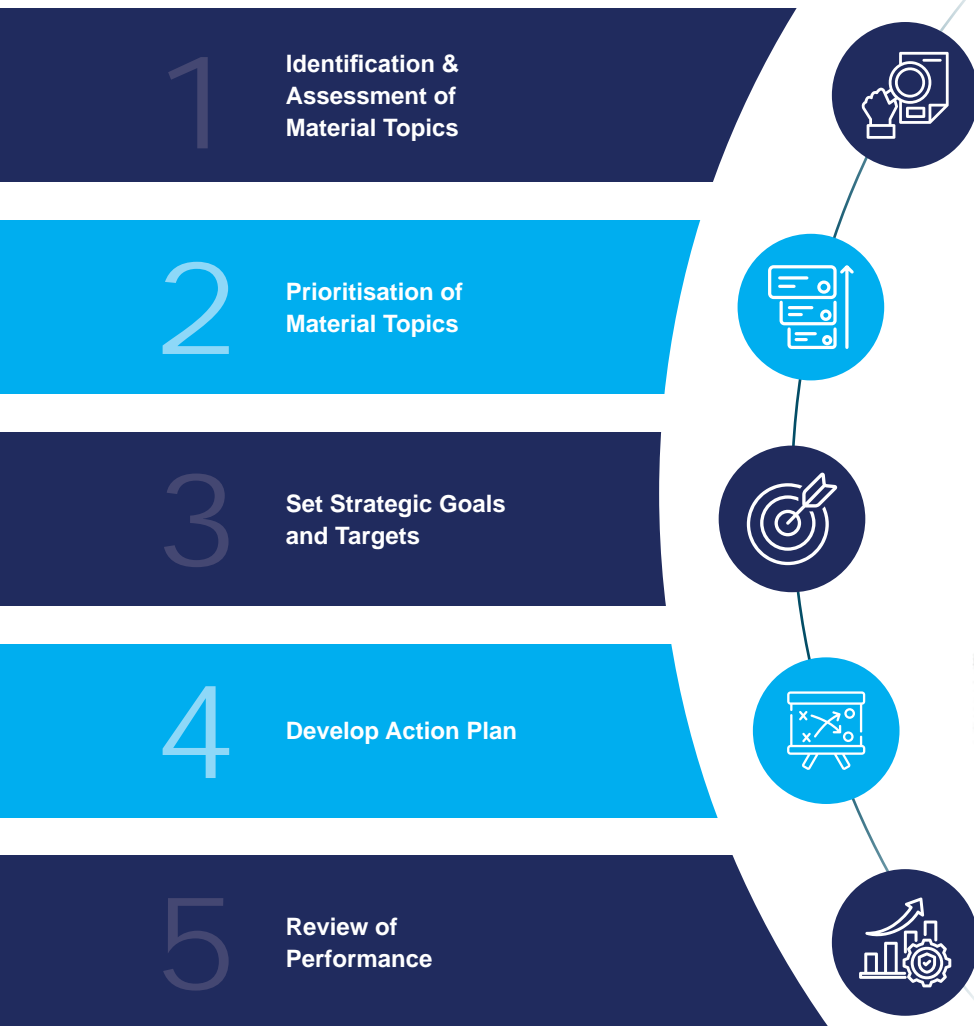 1
Identification &
Assessment of
Material Topics
2
Prioritisation of
Material Topics
3
Set Strategic Goals
and Targets
4
Develop Action Plan
5
Review of
Performance